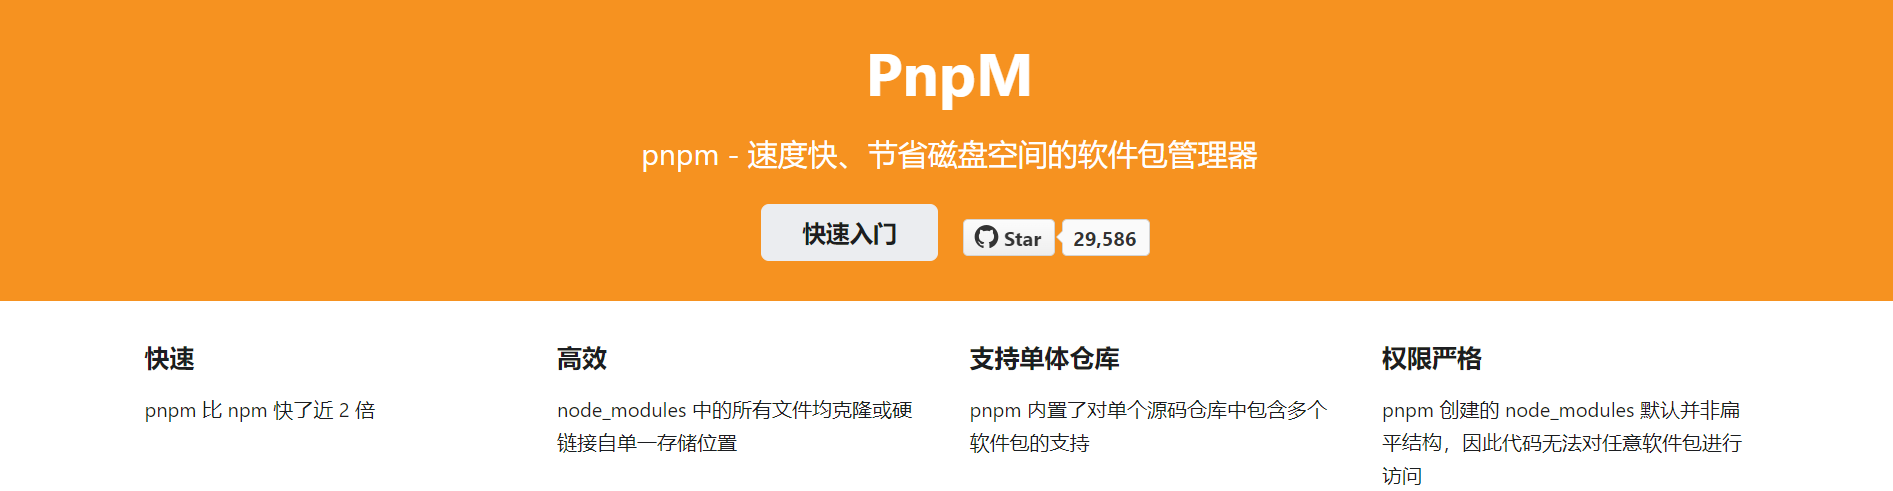 PnpM
pnpm - 速度快、节省磁盘空间的软件包管理器
快速入门
Star
29,586
快速
pnpm 比 npm 快了近 2 倍
高效
node_modules 中的所有文件均克隆或硬
链接自单一存储位置
支持单体仓库
pnpm 内置了对单个源码仓库中包含多个
软件包的支持
权限严格
pnpm 创建的 node_modules 默认并非扁
平结构，因此代码无法对任意软件包进行
访问